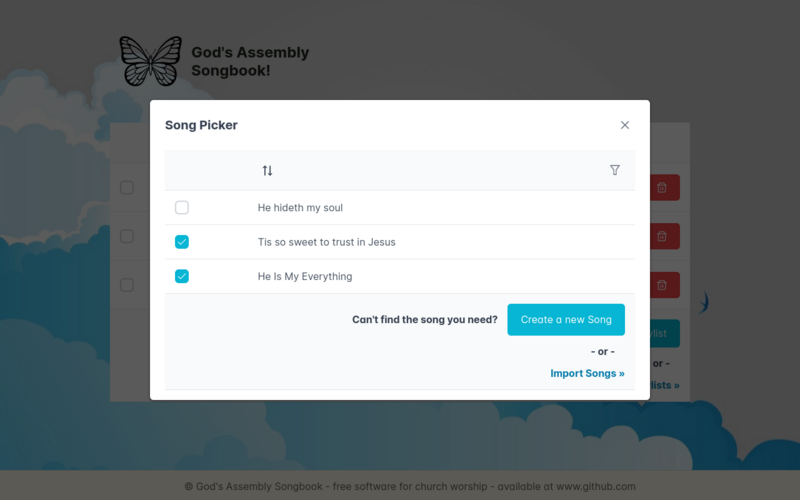 God's Assembly
Songbook!
Song Picker
He hideth my soul
Tis so sweet to trust in Jesus
He Is My Everything
Can't find the song you need?
Create a new Song
- or -
Import Songs »
or -
© God's Assembly Songbook - free software for church worship - available at www.github.com